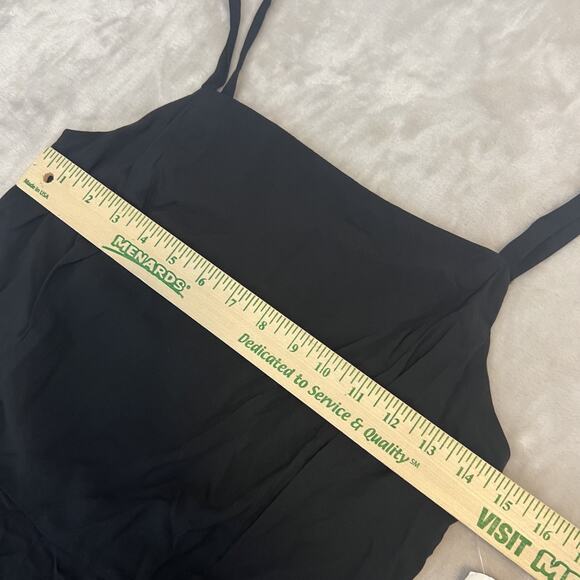 1 2 3 4 5 6 7 8 9 10 11 12 13 14 15 16
Made in USA
MENARDS®
Dedicated to
Service & Quality SM
VISIT ME